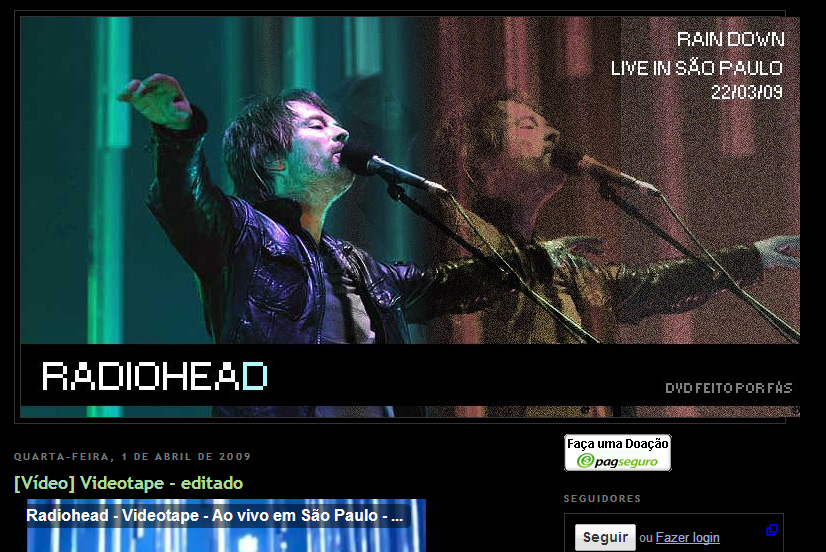 RAIN DOWN
LIVE IN SÃO PAULO
22/03/09
RADIOHEAD
DVD FEITO POR FÃS
Faça uma Doação
pagseguro
QUARTA-FEIRA, 1 DE ABRIL DE 2009
[Vídeo] Videotape - editado
Radiohead - Videotape - Ao vivo em São Paulo - ...
SEGUIDORES
Seguir ou Fazer login